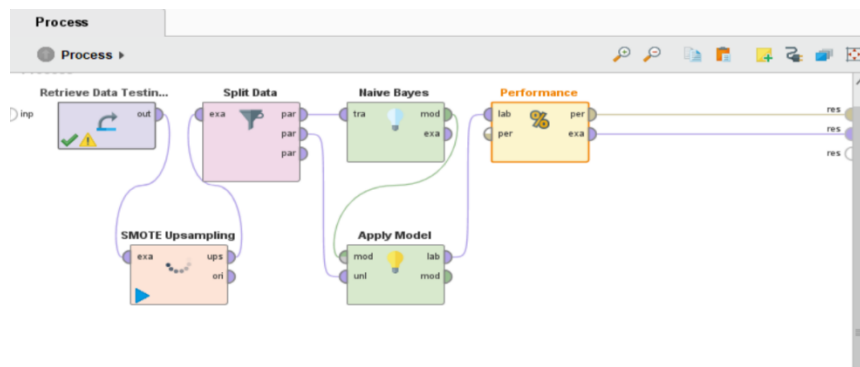 Process
Process
inp
Retrieve Data Testin...
out
Split Data
exa
par
par
par
Naive Bayes
tra
mod
exa
Performance
lab
per
per
exa
res
res
res
SMOTE Upsampling
exa
ups
ori
Apply Model
mod
lab
unl
mod